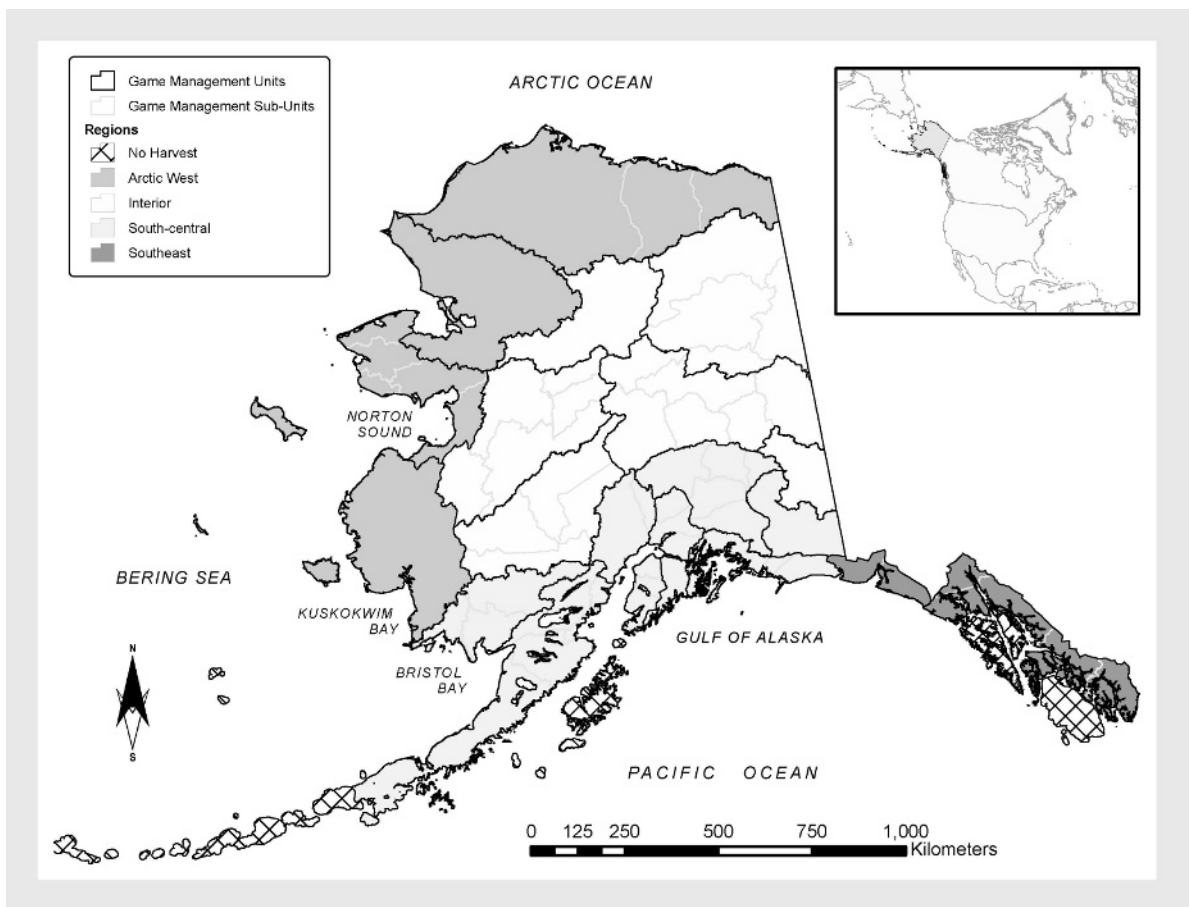 Game Management Units
Game Management Sub-Units
Regions
No Harvest
Arctic West
Interior
South-central
Southeast
ARCTIC OCEAN
NORTON
SOUND
BERING SEA
KUSKOKWIM
BAY
BRISTOL
BAY
GULF OF ALASKA
PACIFIC OCEAN
N
S
0 125 250 500 750 1,000
Kilometers